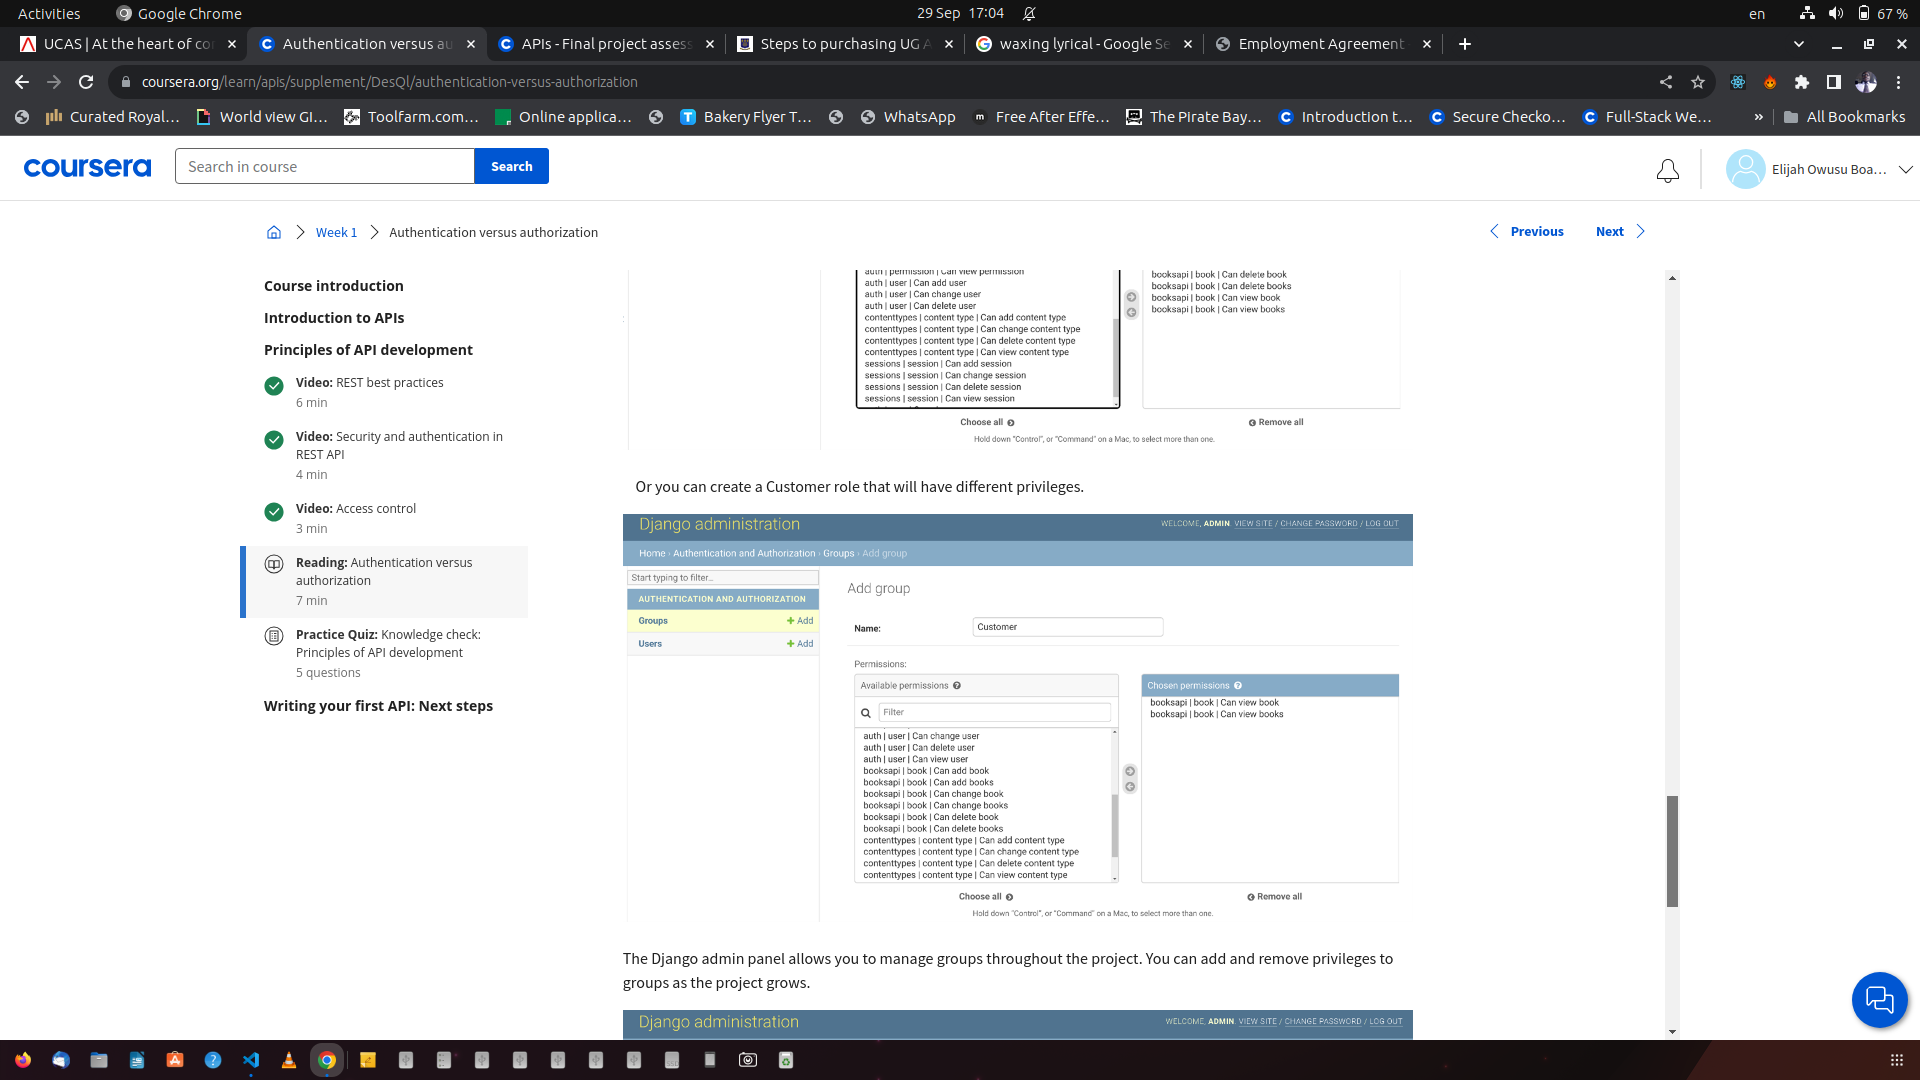 Activities
Google Chrome
29 Sep 17:04
en
67 %
UCAS | At the heart of co
Authentication versus au
APIs - Final project assess
Steps to purchasing UG A
waxing lyrical - Google Se
Employment Agreement
coursera.org/learn/apis/supplement/DesQl/authentication-versus-authorization
Curated Royal…
World view GI…
Toolfarm.com…
Online applica…
Bakery Flyer T…
WhatsApp
Free After Effe…
The Pirate Bay…
Introduction t…
Secure Checko…
Full-Stack We…
»
All Bookmarks
coursera
Search in course
Search
Elijah Owusu Boa…
Week 1
Authentication versus authorization
Previous
Next
Course introduction
Introduction to APIs
Principles of API development
Video: REST best practices
6 min
Video: Security and authentication in
REST API
4 min
Video: Access control
3 min
Reading: Authentication versus
authorization
7 min
Practice Quiz: Knowledge check:
Principles of API development
5 questions
Writing your first API: Next steps
auth | permission | Can view permission
auth | user | Can add user
auth | user | Can change user
auth | user | Can delete user
contenttypes | content type | Can add content type
contenttypes | content type | Can change content type
contenttypes | content type | Can delete content type
contenttypes | content type | Can view content type
sessions | session | Can add session
sessions | session | Can change session
sessions | session | Can delete session
sessions | session | Can view session
booksapi | book | Can delete book
booksapi | book | Can delete books
booksapi | book | Can view book
booksapi | book | Can view books
Choose all
Remove all
Hold down "Control", or "Command" on a Mac, to select more than one.
Or you can create a Customer role that will have different privileges.
Django administration
WELCOME, ADMIN. VIEW SITE / CHANGE PASSWORD / LOG OUT
Home › Authentication and Authorization › Groups › Add group
Start typing to filter...
AUTHENTICATION AND AUTHORIZATION
Groups
+ Add
Users
+ Add
Add group
Name:
Customer
Permissions:
Available permissions
Filter
auth | user | Can change user
auth | user | Can delete user
auth | user | Can view user
booksapi | book | Can add book
booksapi | book | Can add books
booksapi | book | Can change book
booksapi | book | Can change books
booksapi | book | Can delete book
booksapi | book | Can delete books
contenttypes | content type | Can add content type
contenttypes | content type | Can change content type
contenttypes | content type | Can delete content type
contenttypes | content type | Can view content type
Chosen permissions
booksapi | book | Can view book
booksapi | book | Can view books
Choose all
Remove all
Hold down "Control", or "Command" on a Mac, to select more than one.
The Django admin panel allows you to manage groups throughout the project. You can add and remove privileges to
groups as the project grows.
Django administration
WELCOME, ADMIN. VIEW SITE / CHANGE PASSWORD / LOG OUT